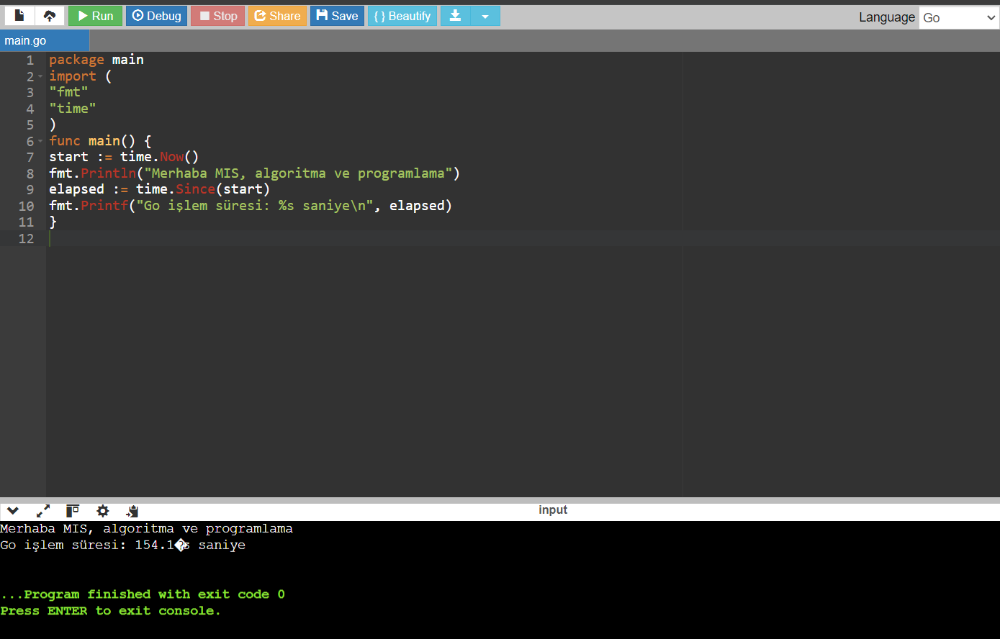 Run Debug Stop Share Save { } Beautify Language Go
main.go
1 package main
2 import (
3 "fmt"
4 "time"
5 )
6 func main() {
7 start := time.Now()
8 fmt.Println("Merhaba MIS, algoritma ve programlama")
9 elapsed := time.Since(start)
10 fmt.Printf("Go işlem süresi: %s saniye\n", elapsed)
11 }
12
input
Merhaba MIS, algoritma ve programlama
Go işlem süresi: 154.1�s saniye
...Program finished with exit code 0
Press ENTER to exit console.